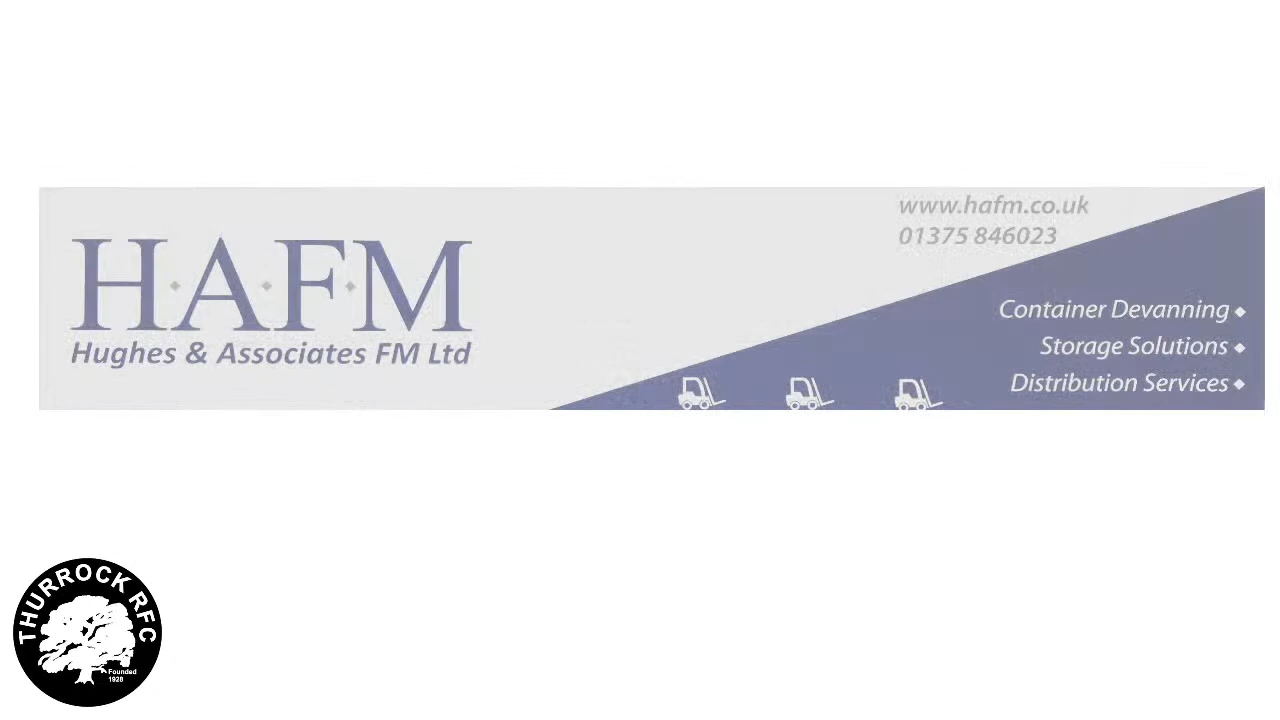 www.hafm.co.uk
01375 846023
H·A·F·M
Hughes & Associates FM Ltd
Container Devanning
Storage Solutions
Distribution Services
THURROCK RFC
Founded
1928